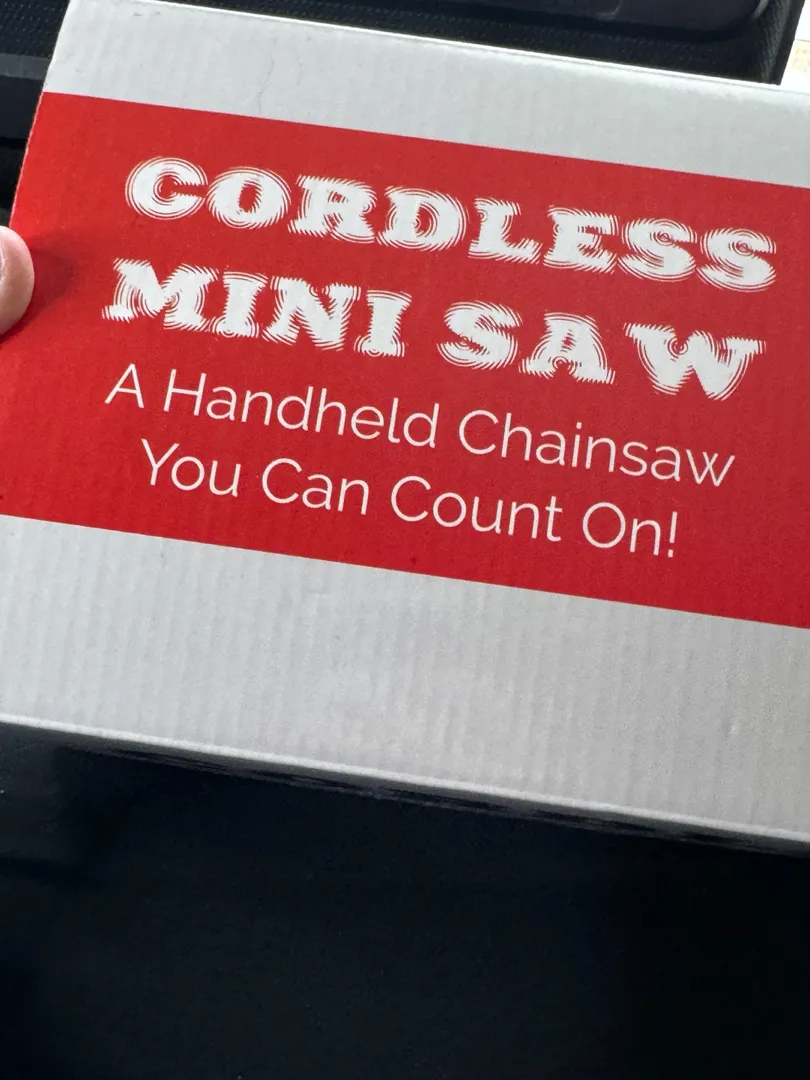 CORDLESS
MINI SAW
A Handheld Chainsaw
You Can Count On!